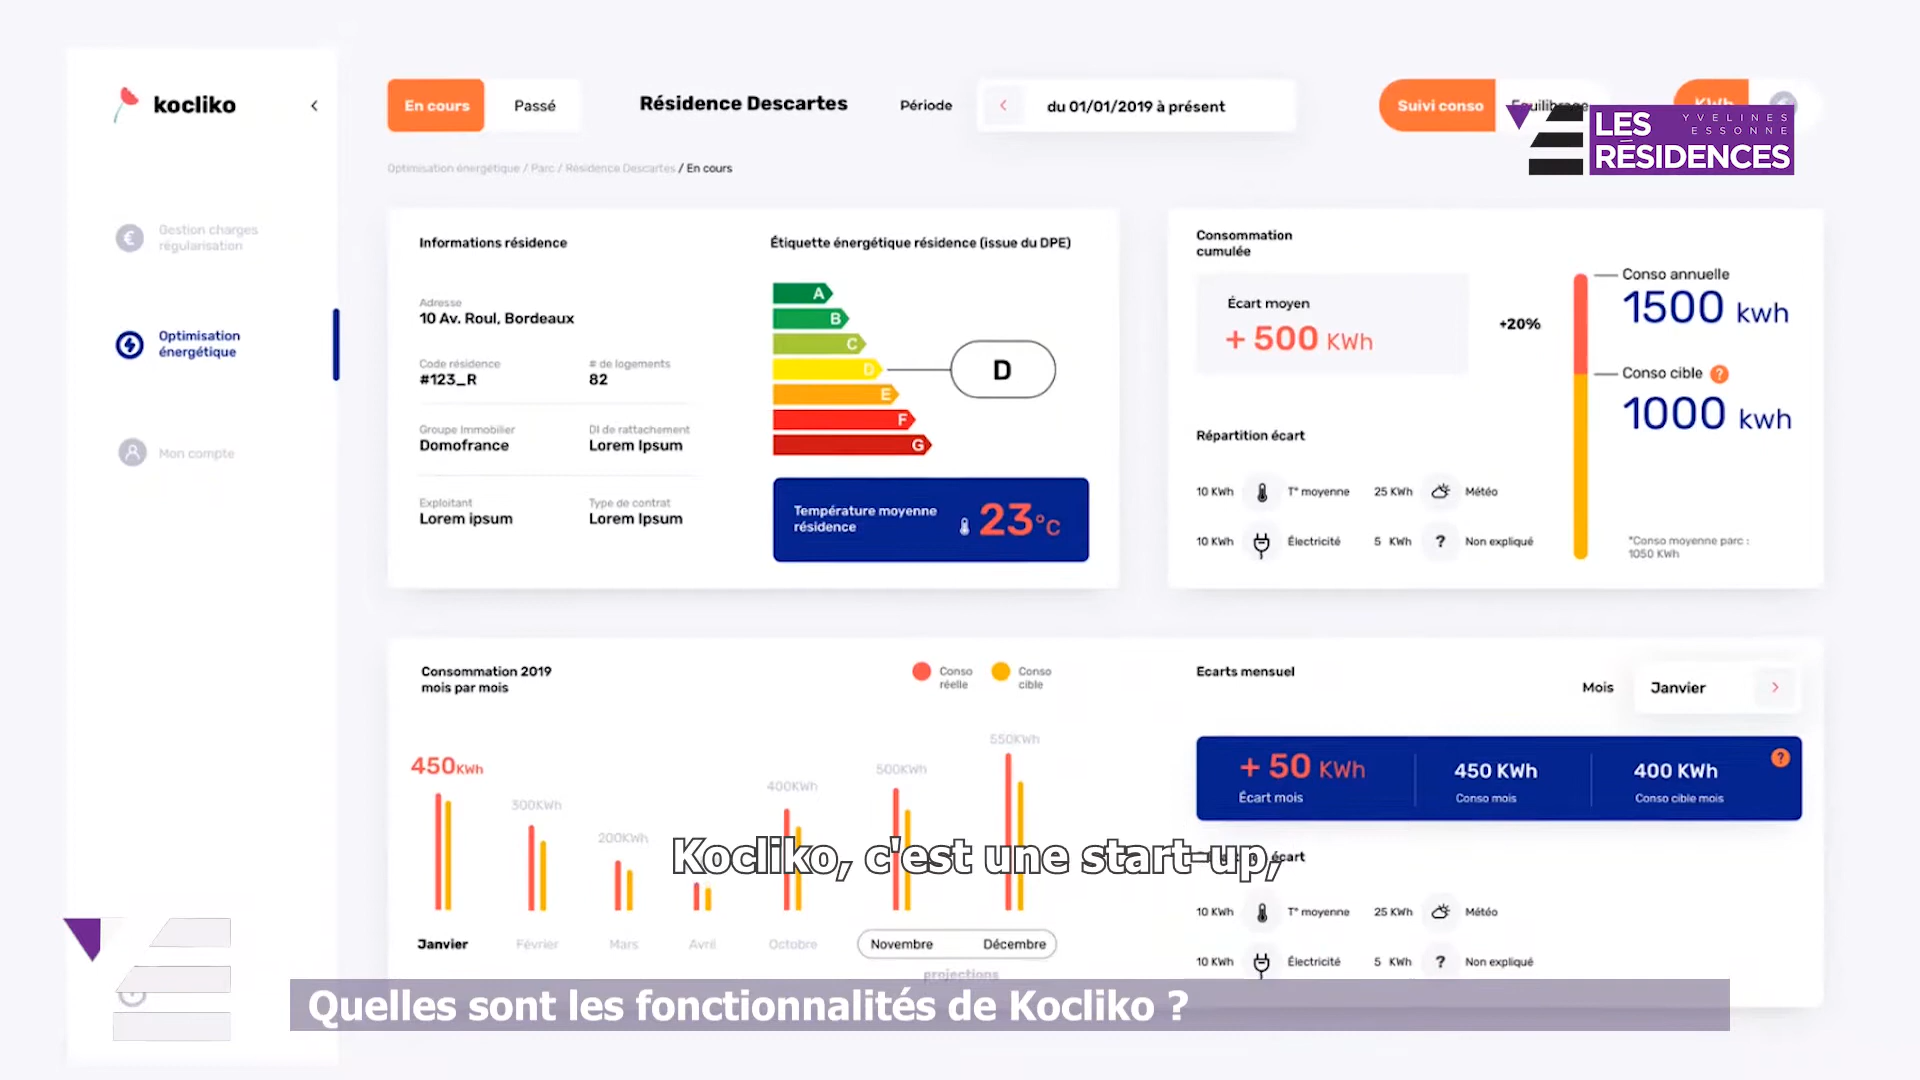 kocliko
En cours
Passé
Résidence Descartes
Période
du 01/01/2019 à présent
Suivi conso
Equilibrage
KWh
LES
RÉSIDENCES
YVELINES
ESSONNE
Optimisation énergétique / Parc / Résidence Descartes / En cours
Gestion charges
régularisation
Optimisation
énergétique
Mon compte
Informations résidence
Adresse
10 Av. Roul, Bordeaux
Code résidence
#123_R
# de logements
82
Groupe Immobilier
Domofrance
DI de rattachement
Lorem Ipsum
Exploitant
Lorem ipsum
Type de contrat
Lorem Ipsum
Étiquette énergétique résidence (issue du DPE)
A
B
C
D
E
F
G
D
Température moyenne
résidence
23°C
Consommation
cumulée
Écart moyen
+ 500 KWh
+20%
Conso annuelle
1500 kwh
Conso cible ?
1000 kwh
Répartition écart
10 KWh T° moyenne 25 KWh Météo
10 KWh Électricité 5 KWh ? Non expliqué
*Conso moyenne parc :
1050 KWh
Consommation 2019
mois par mois
Conso
réelle
Conso
cible
450KWh
300KWh
200KWh
400KWh
500KWh
550KWh
Janvier Février Mars Avril Octobre Novembre Décembre
projections
Ecarts mensuel
Mois
Janvier
+ 50 KWh
Écart mois
450 KWh
Conso mois
400 KWh
Conso cible mois
?
écart
10 KWh T° moyenne 25 KWh Météo
10 KWh Électricité 5 KWh ? Non expliqué
Kocliko, c'est une start-up,
Quelles sont les fonctionnalités de Kocliko ?